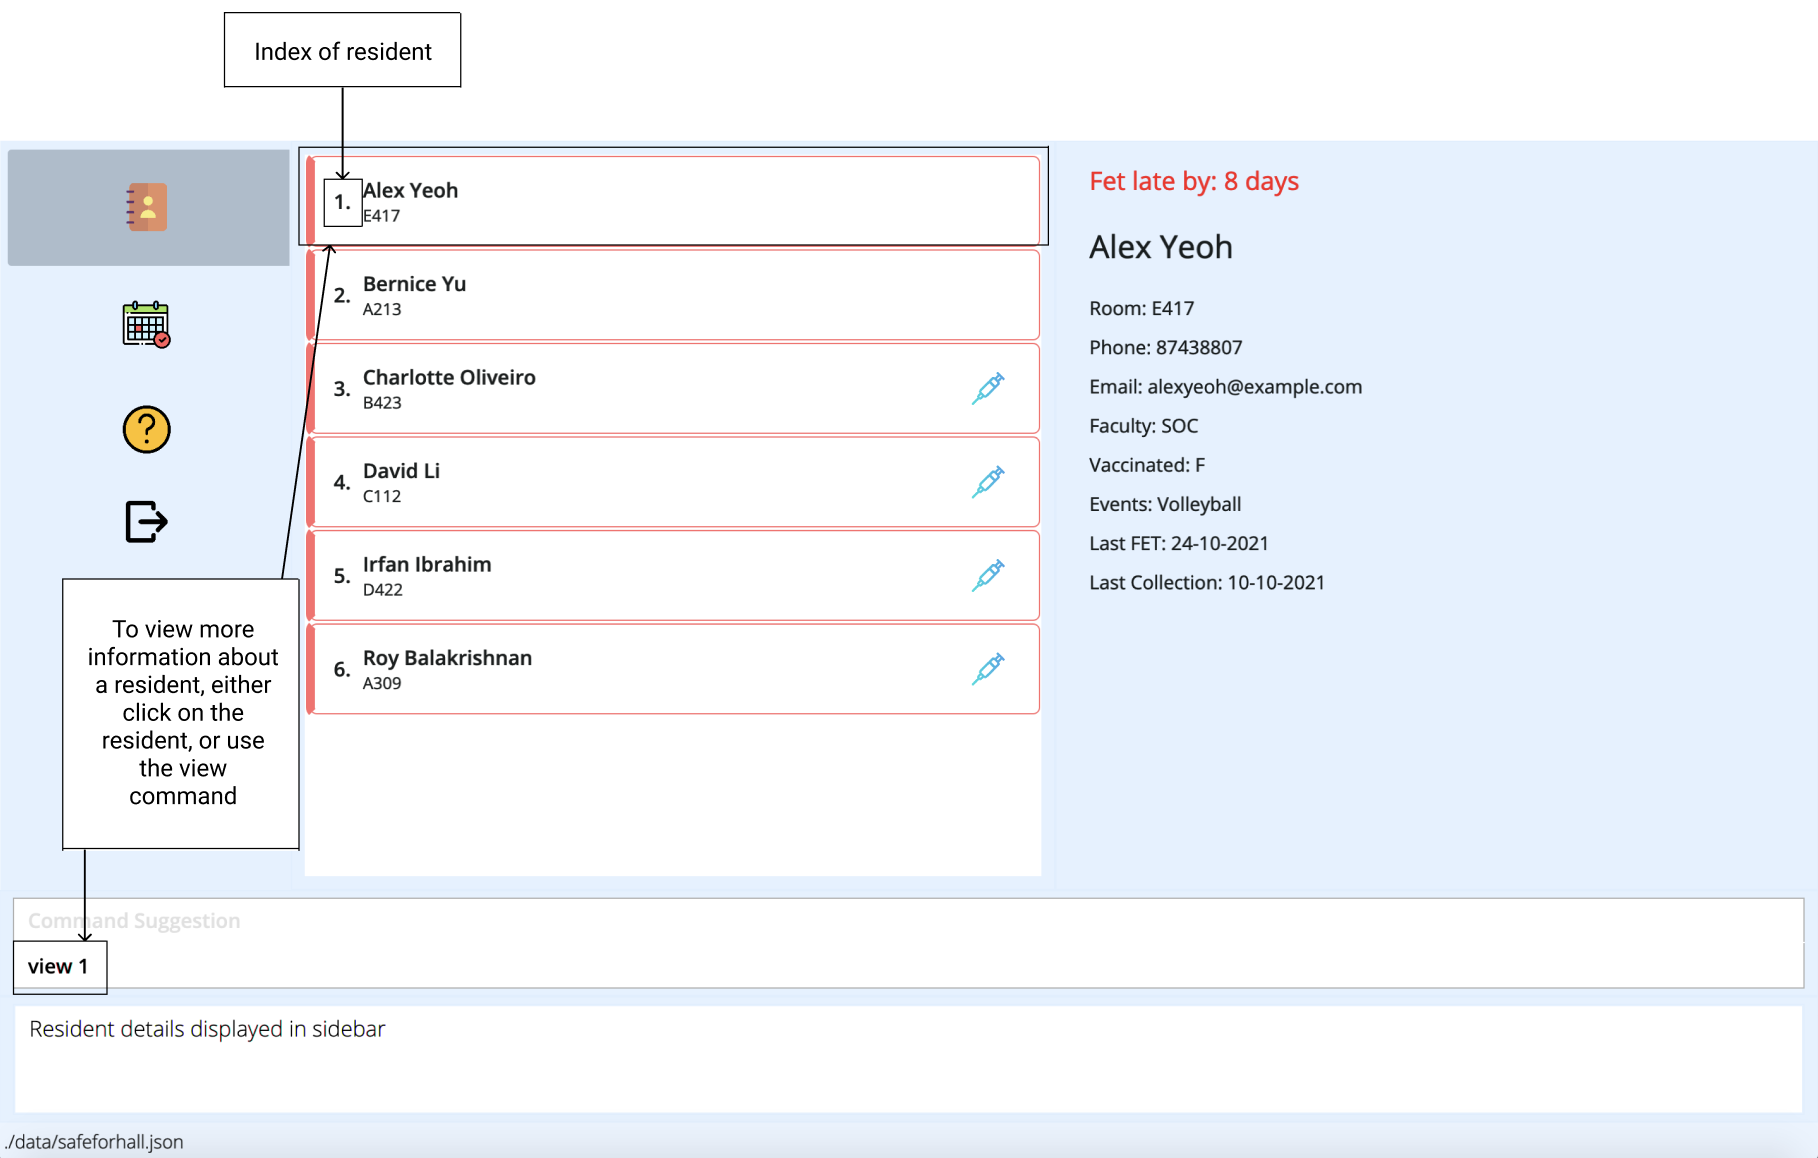 Index of resident
1.
Alex Yeoh
E417
2.
Bernice Yu
A213
3.
Charlotte Oliveiro
B423
4.
David Li
C112
5.
Irfan Ibrahim
D422
6.
Roy Balakrishnan
A309
Fet late by: 8 days
Alex Yeoh
Room: E417
Phone: 87438807
Email: alexyeoh@example.com
Faculty: SOC
Vaccinated: F
Events: Volleyball
Last FET: 24-10-2021
Last Collection: 10-10-2021
To view more
information about
a resident, either
click on the
resident, or use
the view
command
Command Suggestion
view 1
Resident details displayed in sidebar
./data/safeforhall.json